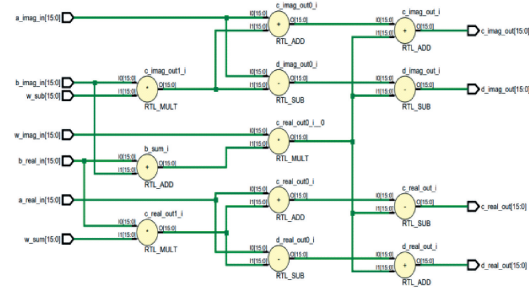 a_imag_in[15:0]
b_imag_in[15:0]
w_sub[15:0]
w_imag_in[15:0]
b_real_in[15:0]
a_real_in[15:0]
w_sum[15:0]
I0[15:0]
I1[15:0]
c_imag_out1_i
O[15:0]
*
RTL_MULT
I0[15:0]
I1[15:0]
b_sum_i
O[15:0]
+
RTL_ADD
I0[15:0]
I1[15:0]
c_real_out1_i
O[15:0]
*
RTL_MULT
I0[15:0]
I1[15:0]
c_imag_out0_i
O[15:0]
+
RTL_ADD
I0[15:0]
I1[15:0]
d_imag_out0_i
O[15:0]
-
RTL_SUB
I0[15:0]
I1[15:0]
c_real_out0_i__0
O[15:0]
*
RTL_MULT
I0[15:0]
I1[15:0]
c_real_out0_i
O[15:0]
+
RTL_ADD
I0[15:0]
I1[15:0]
d_real_out0_i
O[15:0]
-
RTL_SUB
I0[15:0]
I1[15:0]
c_imag_out_i
O[15:0]
+
RTL_ADD
I0[15:0]
I1[15:0]
d_imag_out_i
O[15:0]
-
RTL_SUB
I0[15:0]
I1[15:0]
c_real_out_i
O[15:0]
-
RTL_SUB
I0[15:0]
I1[15:0]
d_real_out_i
O[15:0]
+
RTL_ADD
c_imag_out[15:0]
d_imag_out[15:0]
c_real_out[15:0]
d_real_out[15:0]